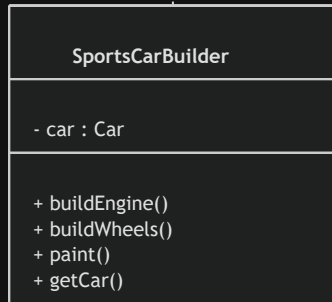 SportsCarBuilder
- car : Car
+ buildEngine()
+ buildWheels()
+ paint()
+ getCar()